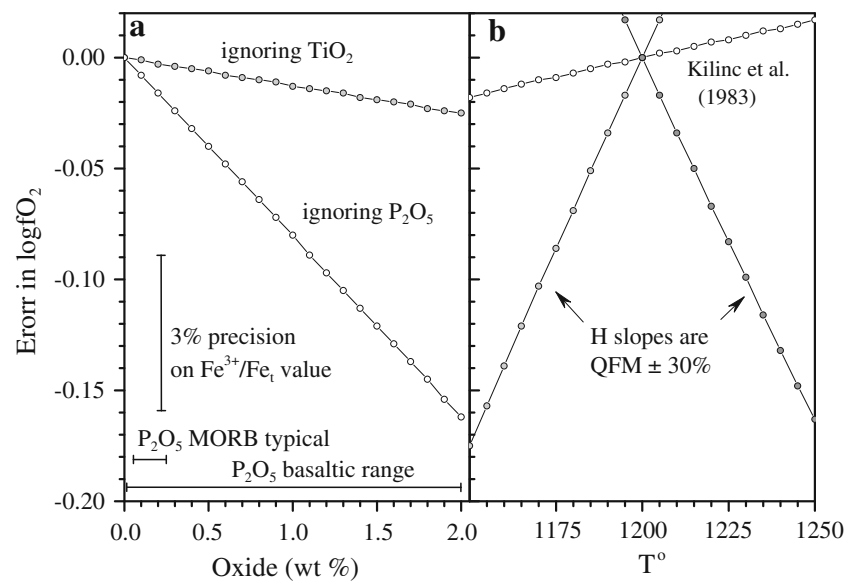 a
ignoring TiO₂
ignoring P₂O₅
3% precision
on Fe³⁺/Feₜ value
P₂O₅ MORB typical
P₂O₅ basaltic range
0.00
-0.05
-0.10
-0.15
-0.20
Erorr in logfO₂
0.0 0.5 1.0 1.5 2.0
Oxide (wt %)
b
Kilinc et al.
(1983)
H slopes are
QFM ± 30%
1175 1200 1225 1250
T°